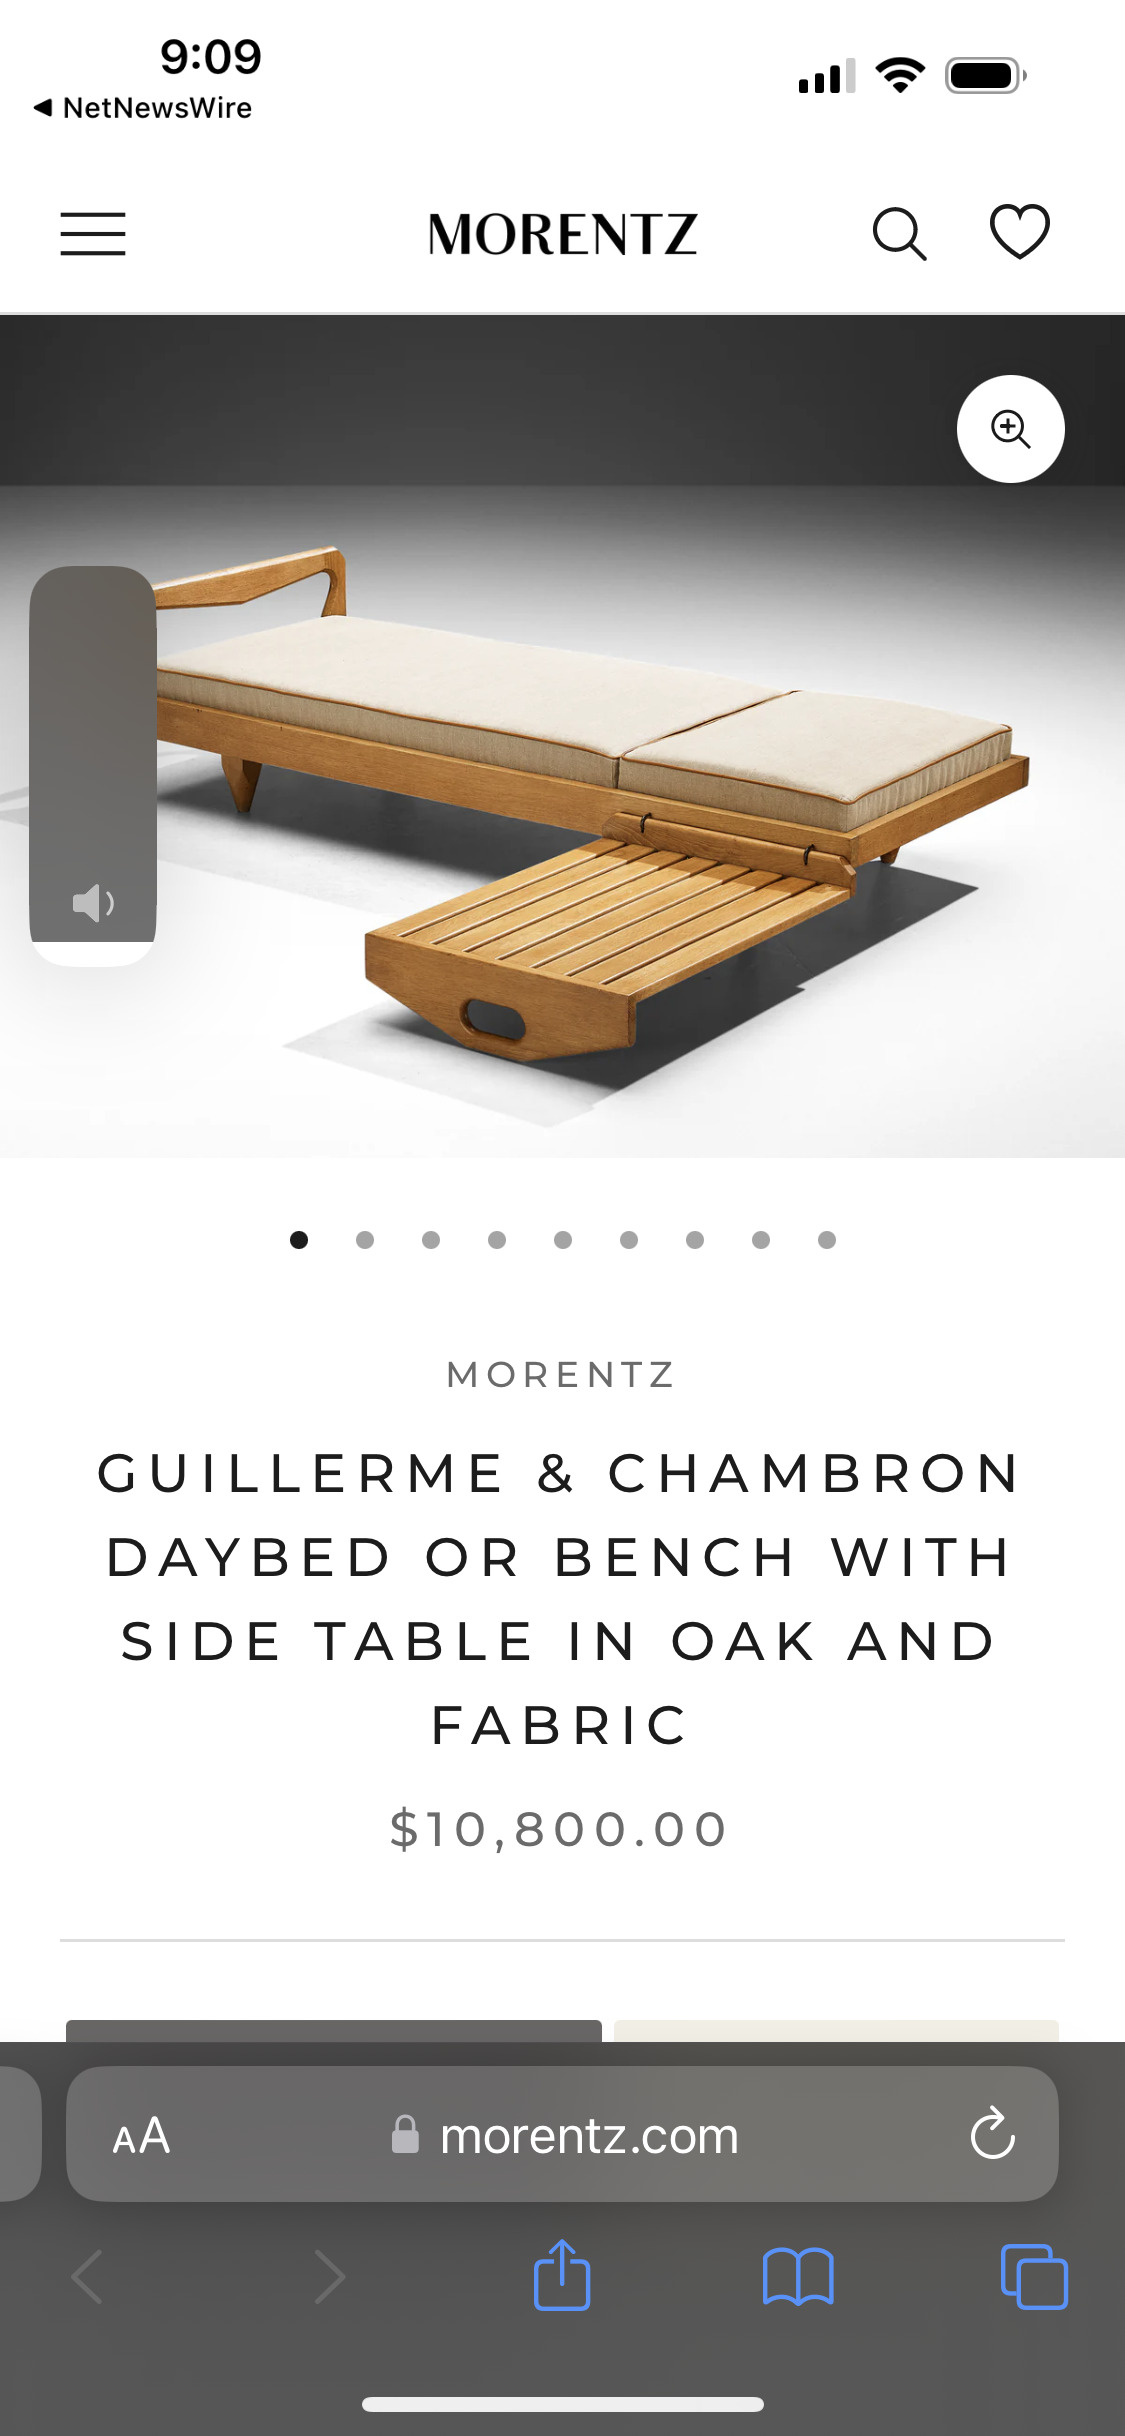 9:09
◀ NetNewsWire
MORENTZ
MORENTZ
GUILLERME & CHAMBRON
DAYBED OR BENCH WITH
SIDE TABLE IN OAK AND
FABRIC
$10,800.00
AA
morentz.com